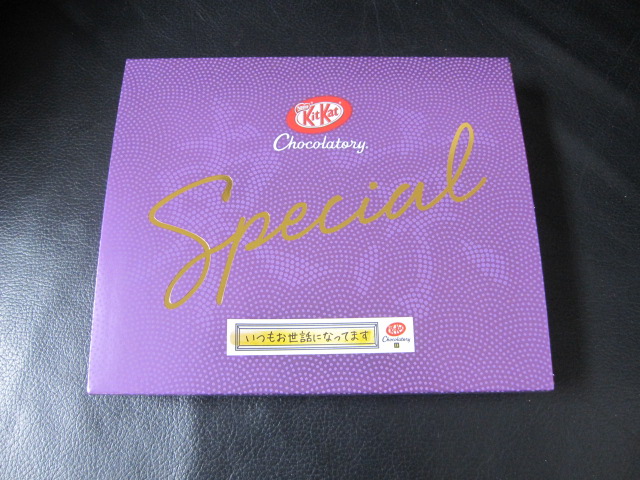 Nestlé
KitKat
Chocolatory.
Special
いつもお世話になってます
KitKat
Chocolatory